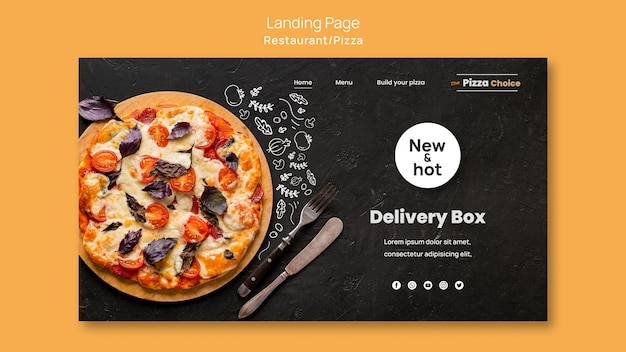 Landing Page
Restaurant/Pizza
Home Menu Build your pizza
The Pizza Choice
New
&
hot
Delivery Box
Lorem ipsum dolor sit amet,
consectetur adipisicing elit,